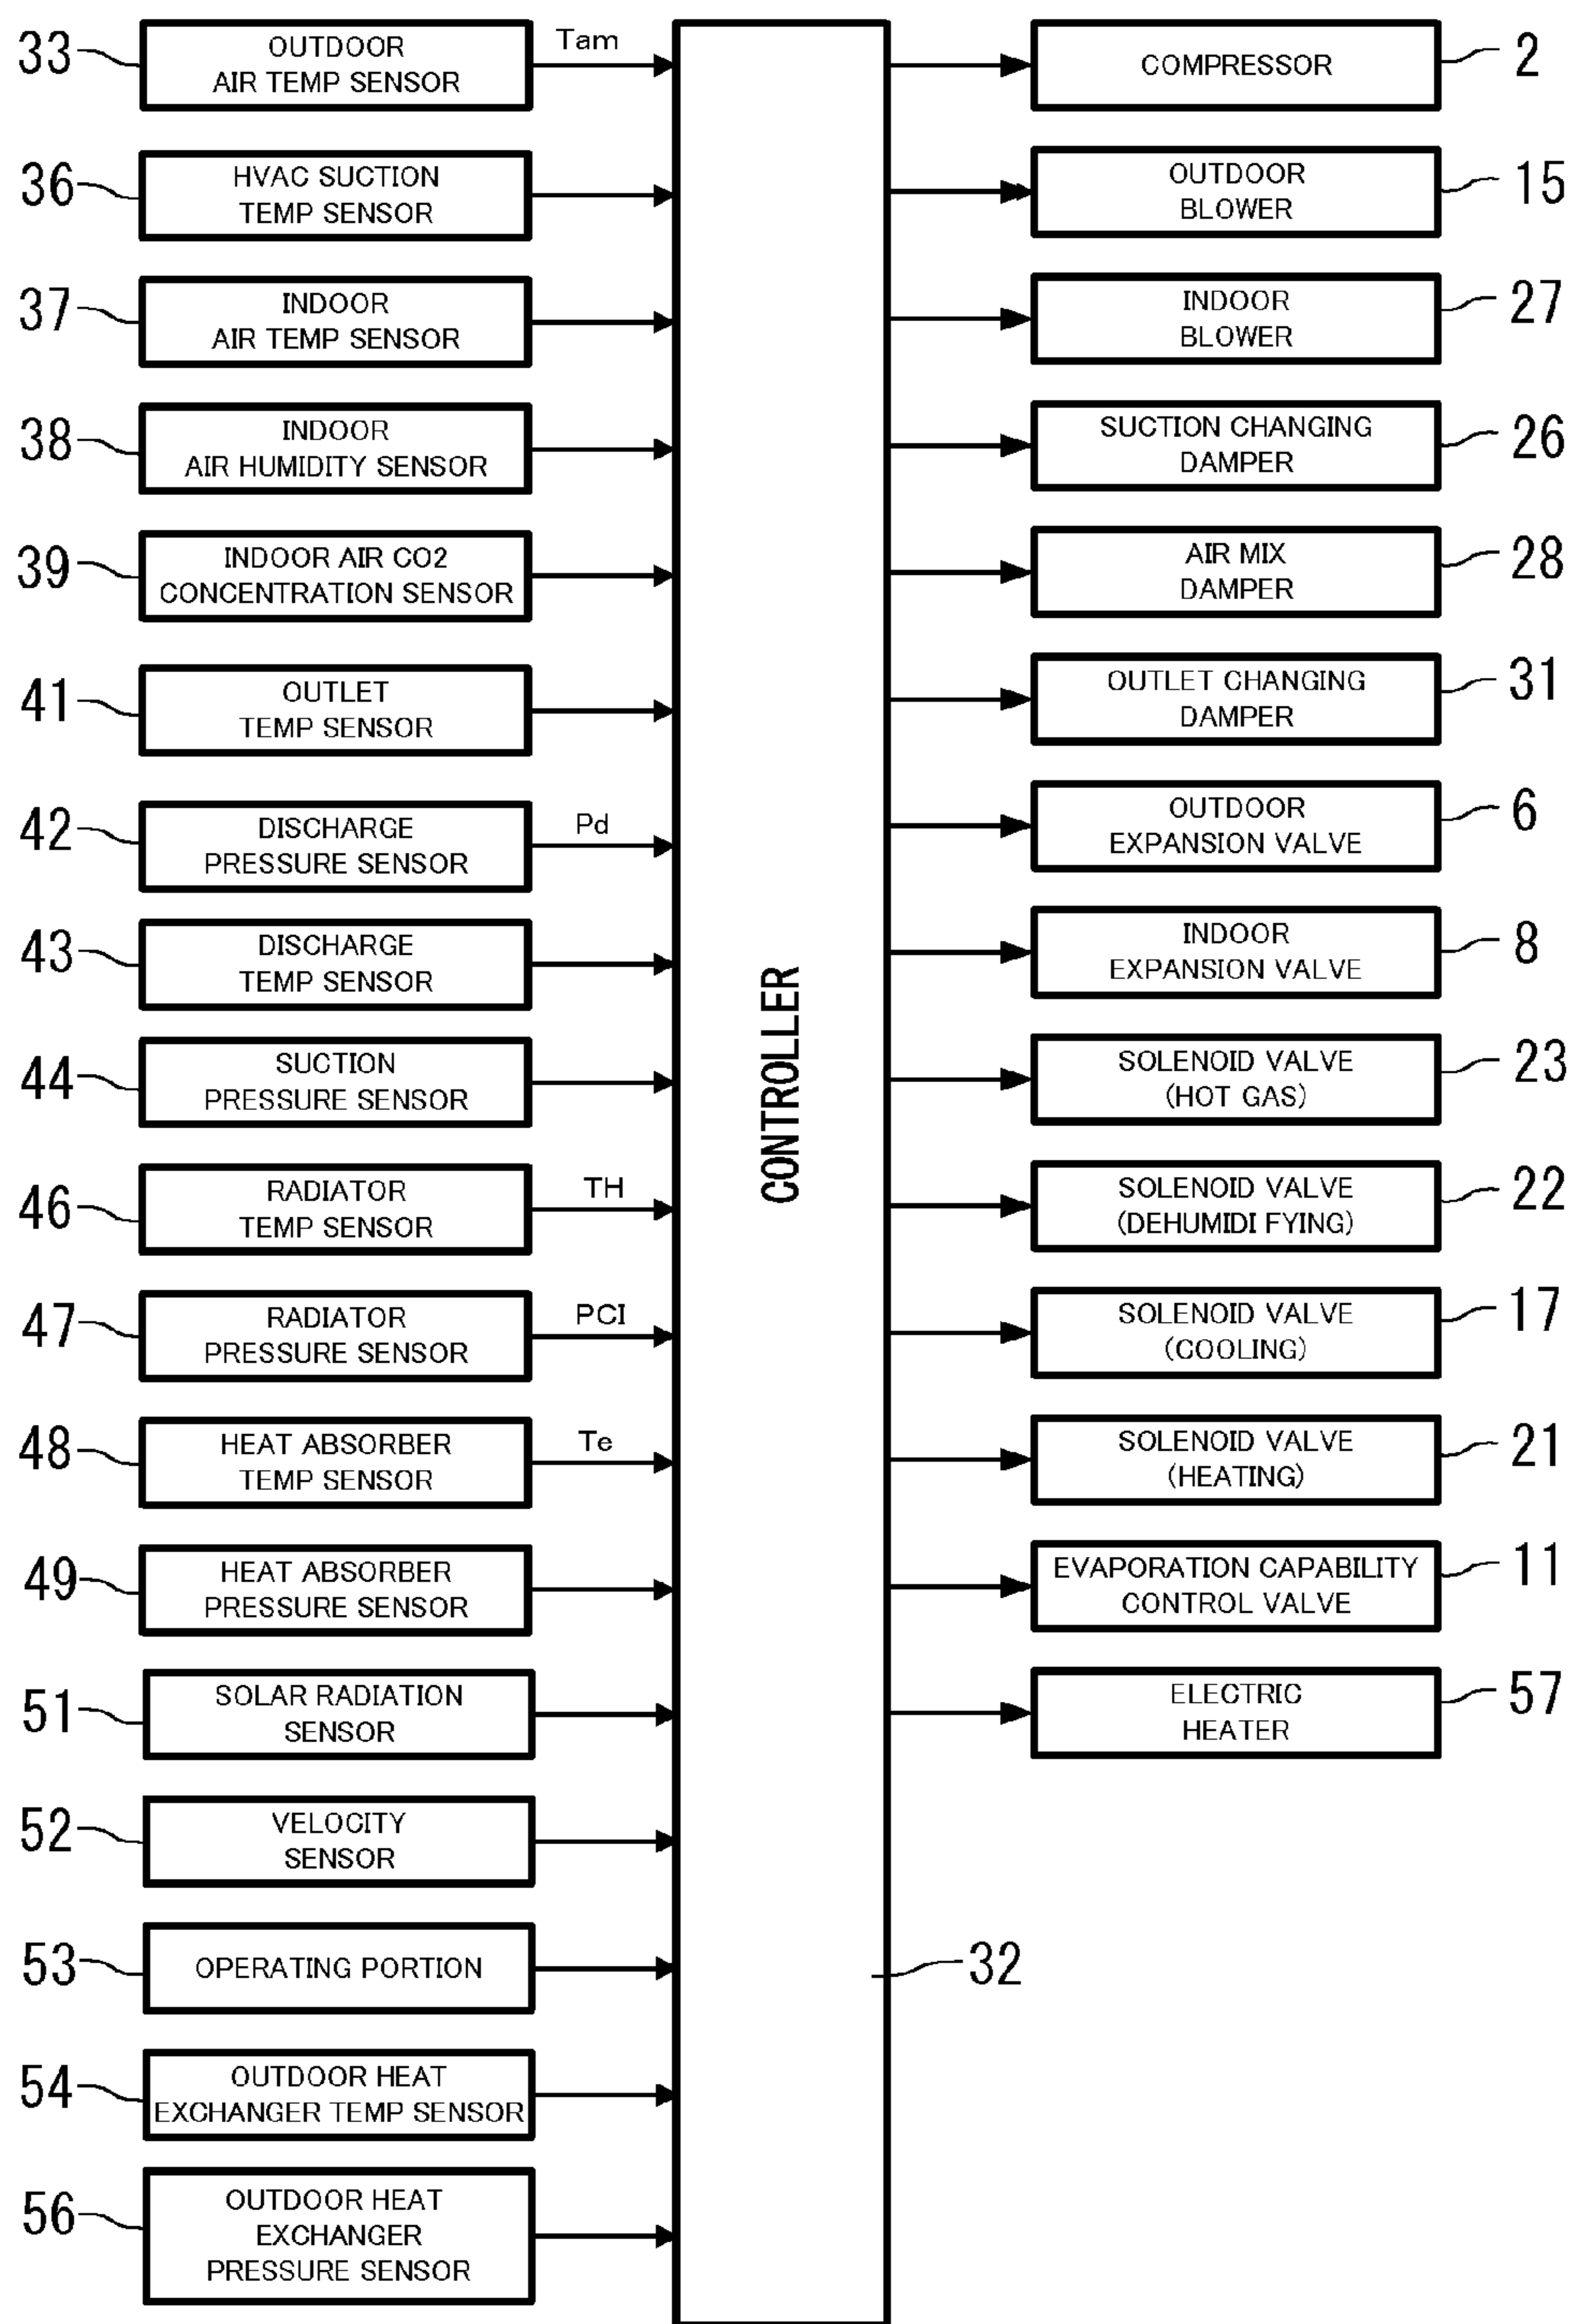 33
OUTDOOR
AIR TEMP SENSOR
Tam
36
HVAC SUCTION
TEMP SENSOR
37
INDOOR
AIR TEMP SENSOR
38
INDOOR
AIR HUMIDITY SENSOR
39
INDOOR AIR CO2
CONCENTRATION SENSOR
41
OUTLET
TEMP SENSOR
42
DISCHARGE
PRESSURE SENSOR
Pd
43
DISCHARGE
TEMP SENSOR
44
SUCTION
PRESSURE SENSOR
46
RADIATOR
TEMP SENSOR
TH
47
RADIATOR
PRESSURE SENSOR
PCI
48
HEAT ABSORBER
TEMP SENSOR
Te
49
HEAT ABSORBER
PRESSURE SENSOR
51
SOLAR RADIATION
SENSOR
52
VELOCITY
SENSOR
53
OPERATING PORTION
54
OUTDOOR HEAT
EXCHANGER TEMP SENSOR
56
OUTDOOR HEAT
EXCHANGER
PRESSURE SENSOR
CONTROLLER
32
COMPRESSOR
2
OUTDOOR
BLOWER
15
INDOOR
BLOWER
27
SUCTION CHANGING
DAMPER
26
AIR MIX
DAMPER
28
OUTLET CHANGING
DAMPER
31
OUTDOOR
EXPANSION VALVE
6
INDOOR
EXPANSION VALVE
8
SOLENOID VALVE
(HOT GAS)
23
SOLENOID VALVE
(DEHUMIDI FYING)
22
SOLENOID VALVE
(COOLING)
17
SOLENOID VALVE
(HEATING)
21
EVAPORATION CAPABILITY
CONTROL VALVE
11
ELECTRIC
HEATER
57